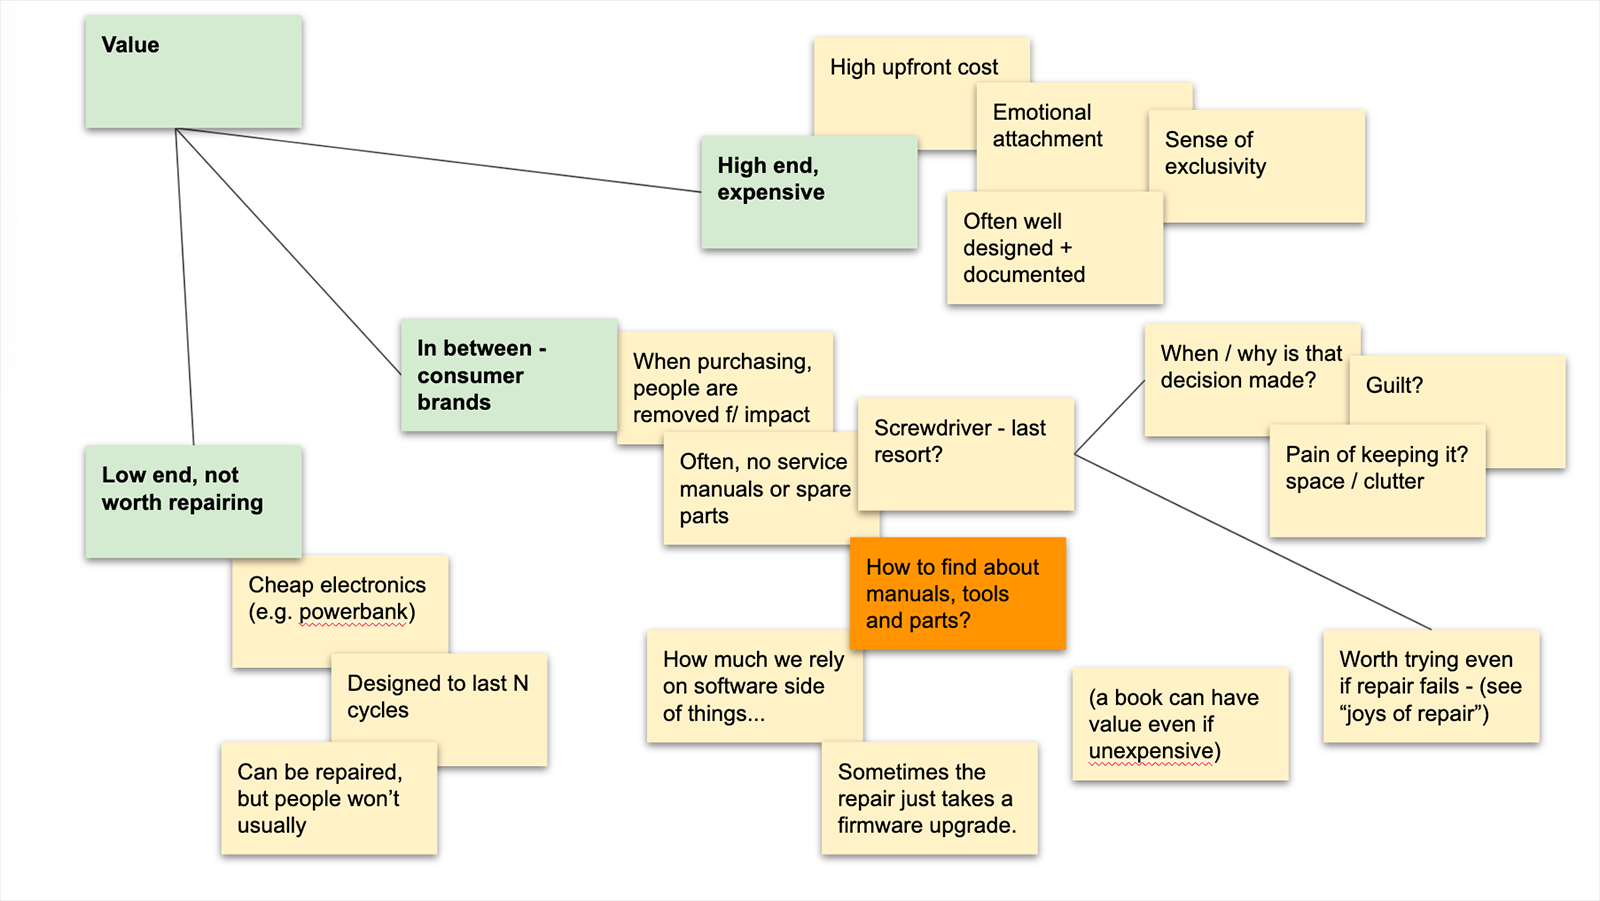 Value
High upfront cost
Emotional
attachment
Sense of
exclusivity
High end,
expensive
Often well
designed +
documented
In between -
consumer
brands
When purchasing,
people are
removed f/ impact
Often, no service
manuals or spare
parts
Screwdriver - last
resort?
When / why is that
decision made?
Guilt?
Pain of keeping it?
space / clutter
Low end, not
worth repairing
Cheap electronics
(e.g. powerbank)
Designed to last N
cycles
Can be repaired,
but people won’t
usually
How to find about
manuals, tools
and parts?
How much we rely
on software side
of things...
Sometimes the
repair just takes a
firmware upgrade.
(a book can have
value even if
unexpensive)
Worth trying even
if repair fails - (see
“joys of repair”)